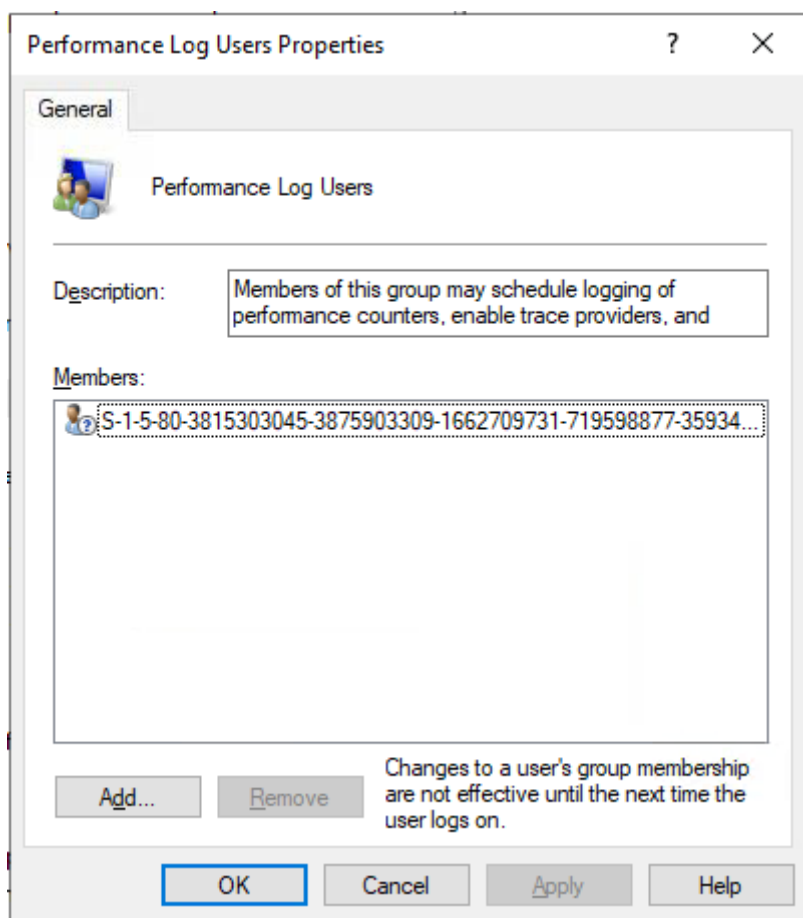 Performance Log Users Properties
General
Performance Log Users
Description:
Members of this group may schedule logging of
performance counters, enable trace providers, and
Members:
S-1-5-80-3815303045-3875903309-1662709731-719598877-35934...
Add...
Remove
Changes to a user's group membership
are not effective until the next time the
user logs on.
OK
Cancel
Apply
Help